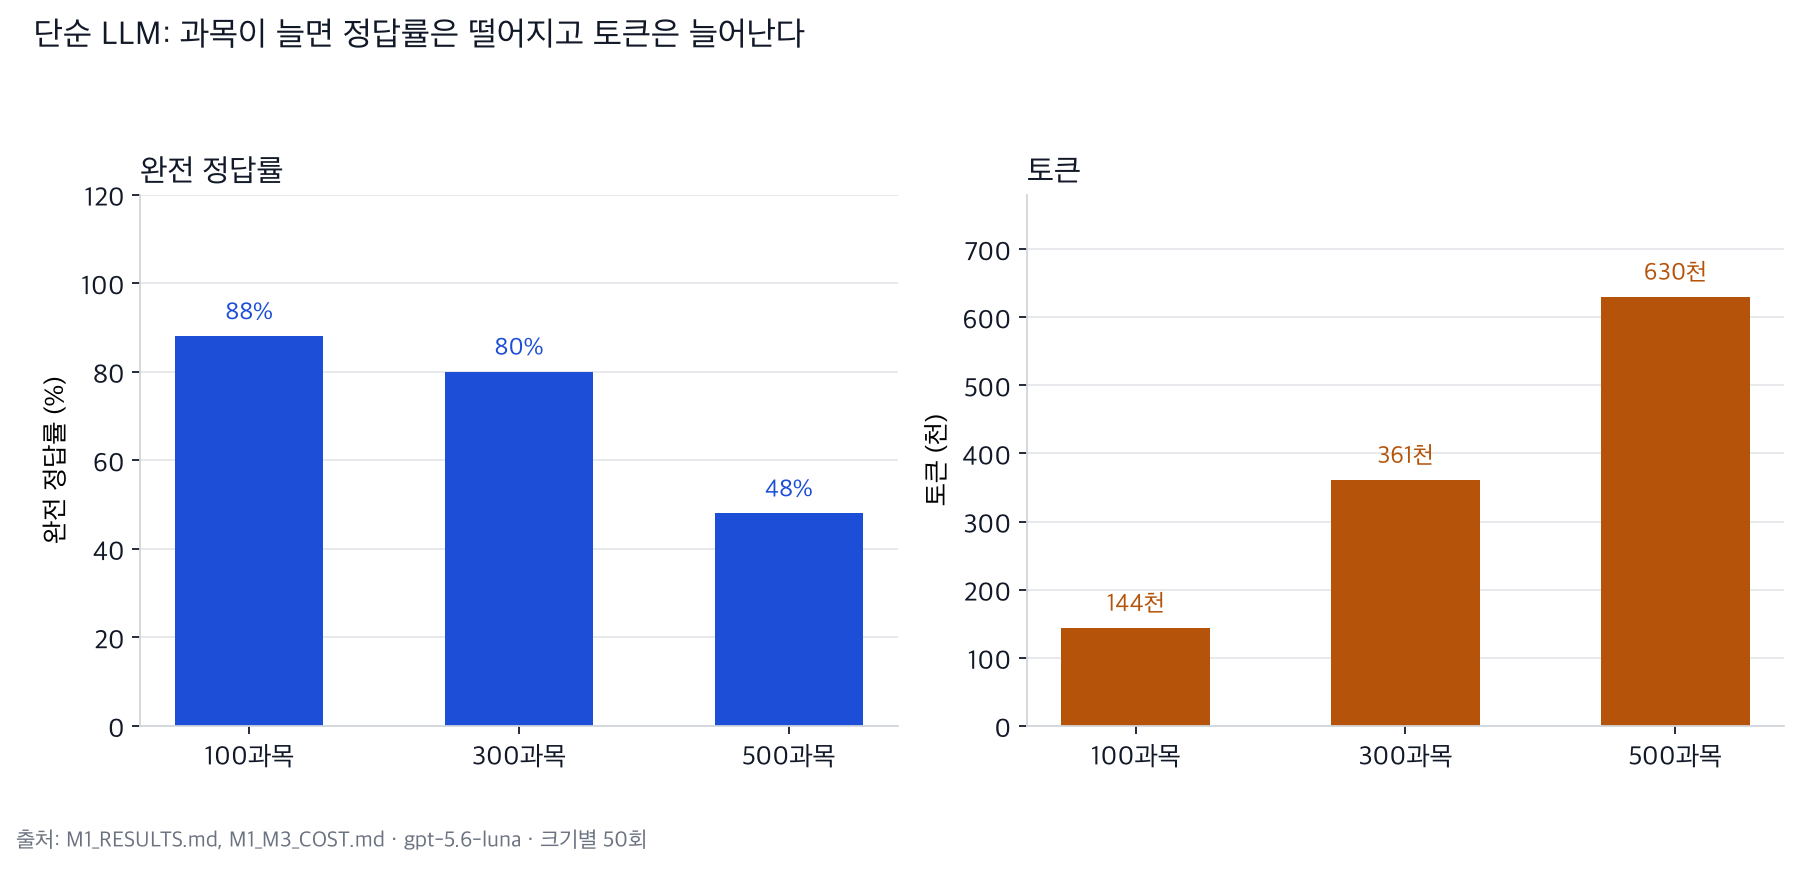 단순 LLM: 과목이 늘면 정답률은 떨어지고 토큰은 늘어난다
완전 정답률
120
100
80
60
40
20
0
완전 정답률 (%)
88%
80%
48%
100과목
300과목
500과목
토큰
700
600
500
400
300
200
100
0
토큰 (천)
144천
361천
630천
100과목
300과목
500과목
출처: M1_RESULTS.md, M1_M3_COST.md · gpt-5.6-luna · 크기별 50회